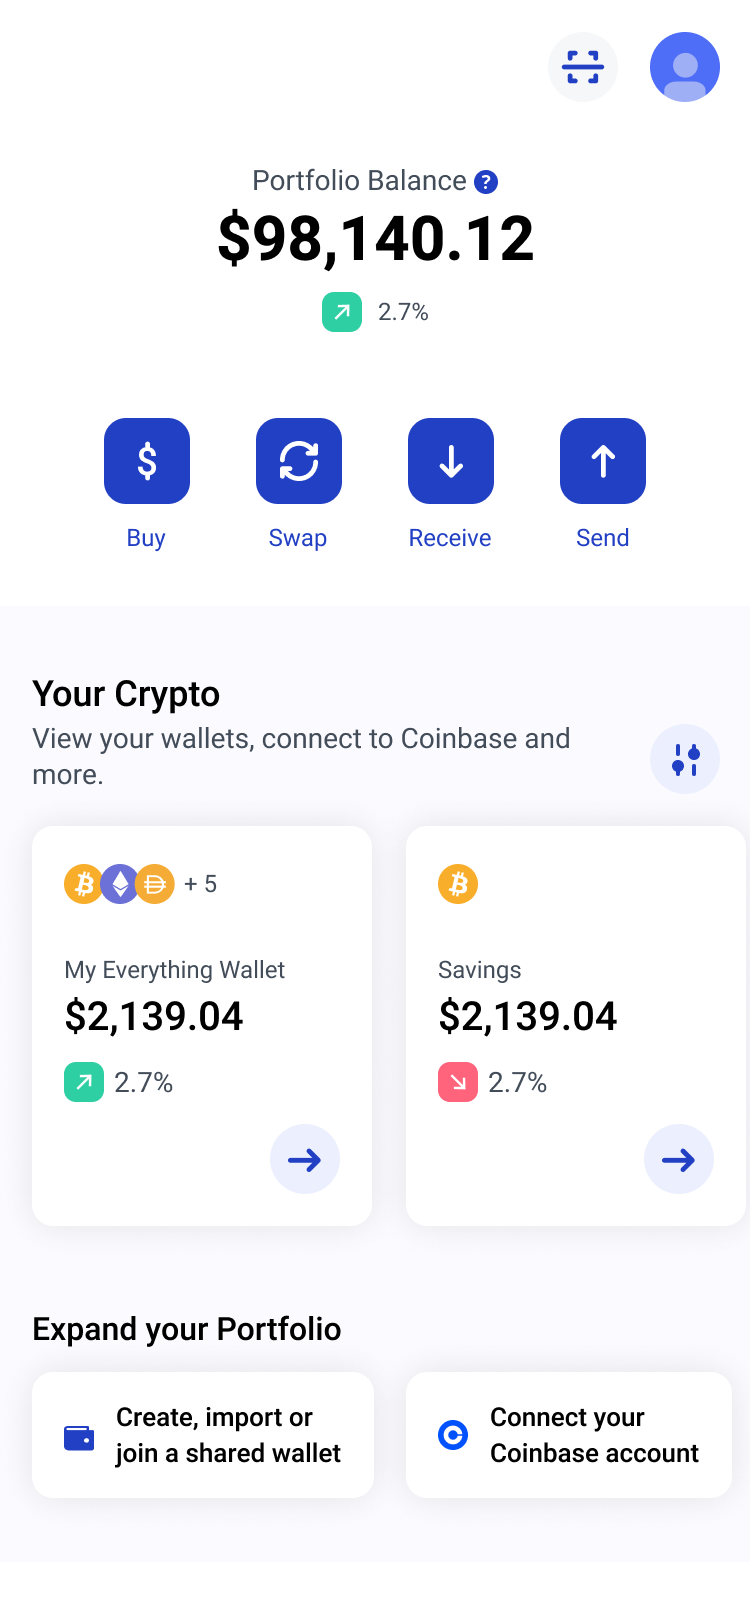 Portfolio Balance ?
$98,140.12
2.7%
$
Buy
Swap
Receive
Send
Your Crypto
View your wallets, connect to Coinbase and
more.
+ 5
My Everything Wallet
$2,139.04
2.7%
Savings
$2,139.04
2.7%
Expand your Portfolio
Create, import or
join a shared wallet
Connect your
Coinbase account